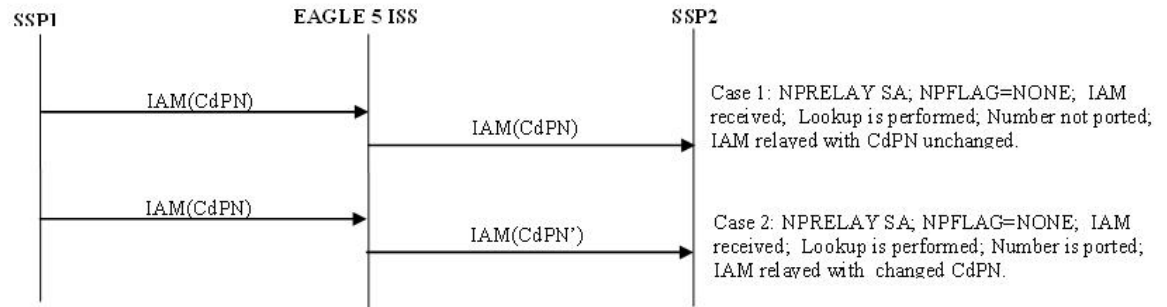 SSP1
EAGLE 5 ISS
SSP2
IAM(CdPN)
IAM(CdPN)
Case 1: NPRELAY SA; NPFLAG=NONE; IAM
received; Lookup is performed; Number not ported;
IAM relayed with CdPN unchanged.
IAM(CdPN)
IAM(CdPN’)
Case 2: NPRELAY SA; NPFLAG=NONE; IAM
received; Lookup is performed; Number is ported;
IAM relayed with changed CdPN.